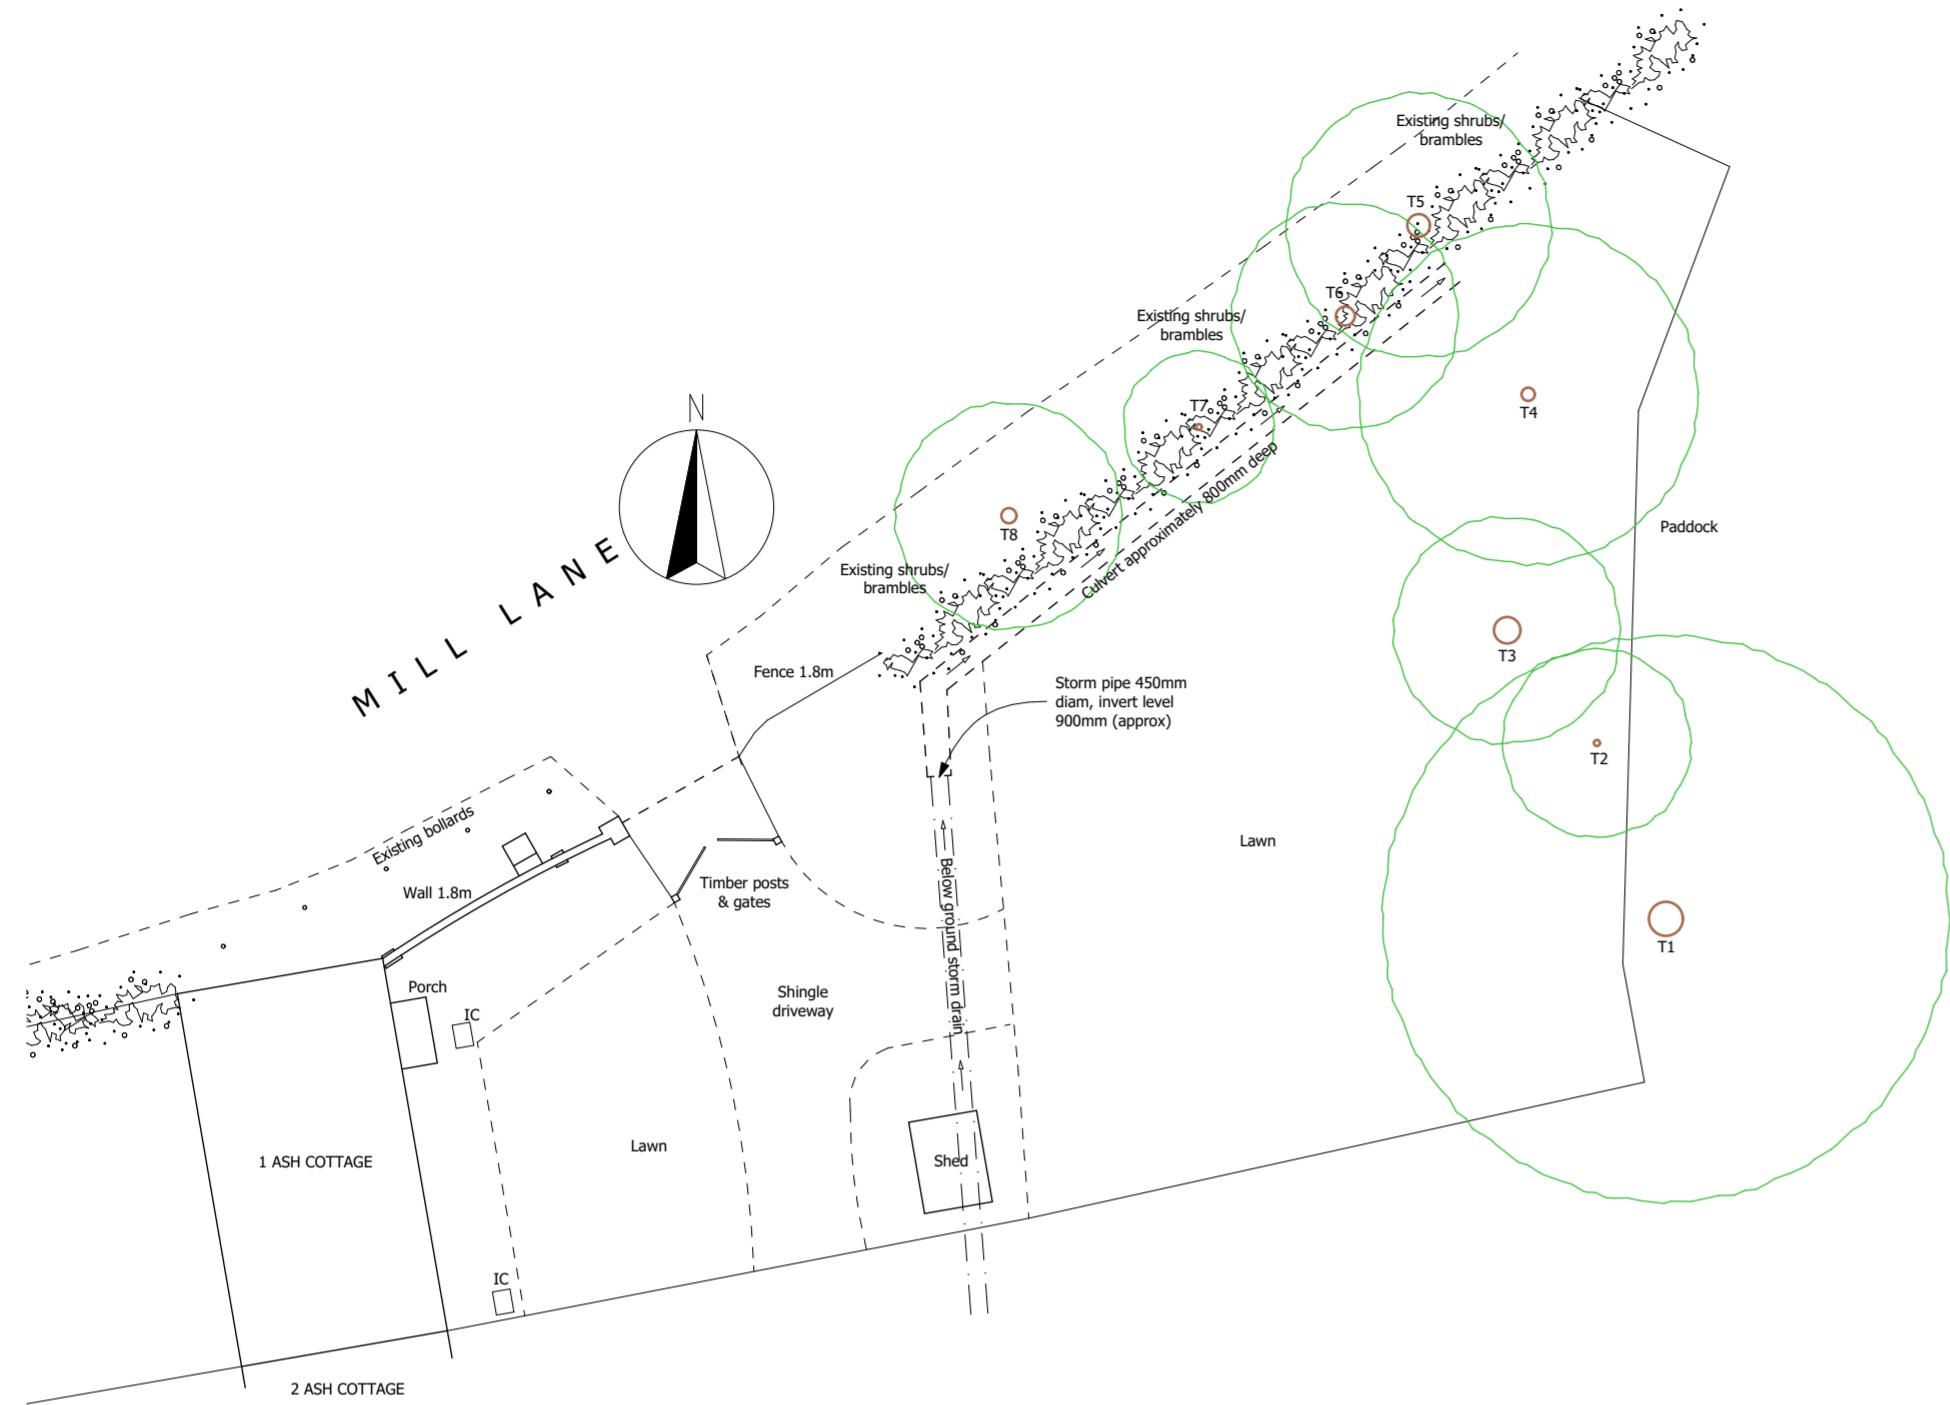 Existing shrubs/
brambles
T5
T6
Existing shrubs/
brambles
T4
N
T7
Culvert approximately 800mm deep
T8
Paddock
MILL LANE
Existing shrubs/
brambles
T3
Fence 1.8m
Storm pipe 450mm
diam, invert level
900mm (approx)
T2
Existing bollards
Lawn
Wall 1.8m
Timber posts
& gates
Below ground storm drain
T1
Porch
IC
Shingle
driveway
1 ASH COTTAGE
Lawn
Shed
IC
2 ASH COTTAGE